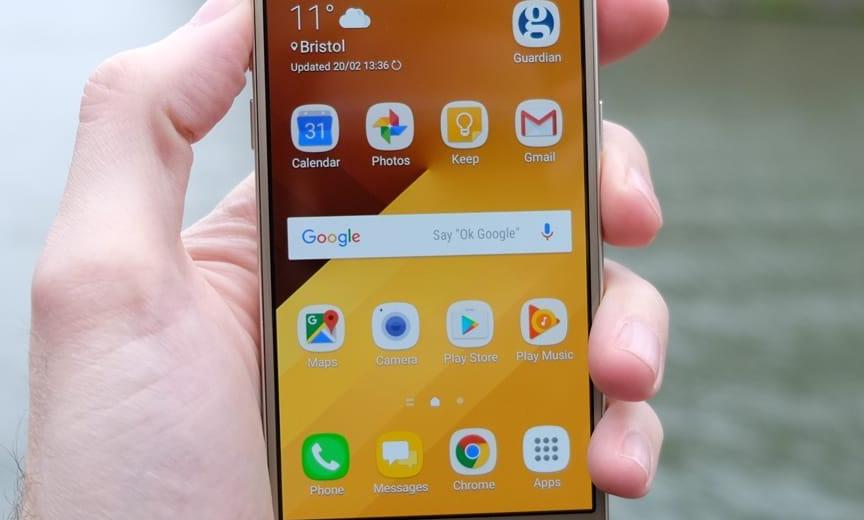 11°
Bristol
Updated 20/02 13:36
g
Guardian
31
Calendar
Photos
Keep
Gmail
Google Say "Ok Google"
G
Maps
Camera
Play Store
Play Music
Phone
Messages
Chrome
Apps